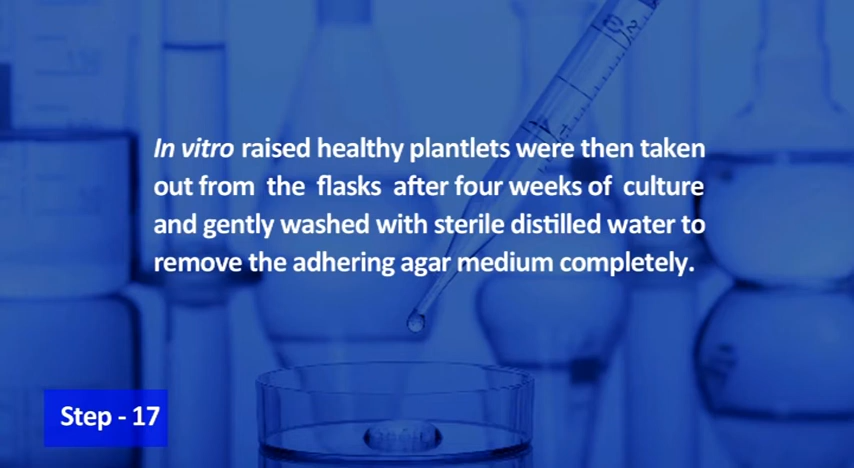 In vitro raised healthy plantlets were then taken
out from the flasks after four weeks of culture
and gently washed with sterile distilled water to
remove the adhering agar medium completely.
Step - 17